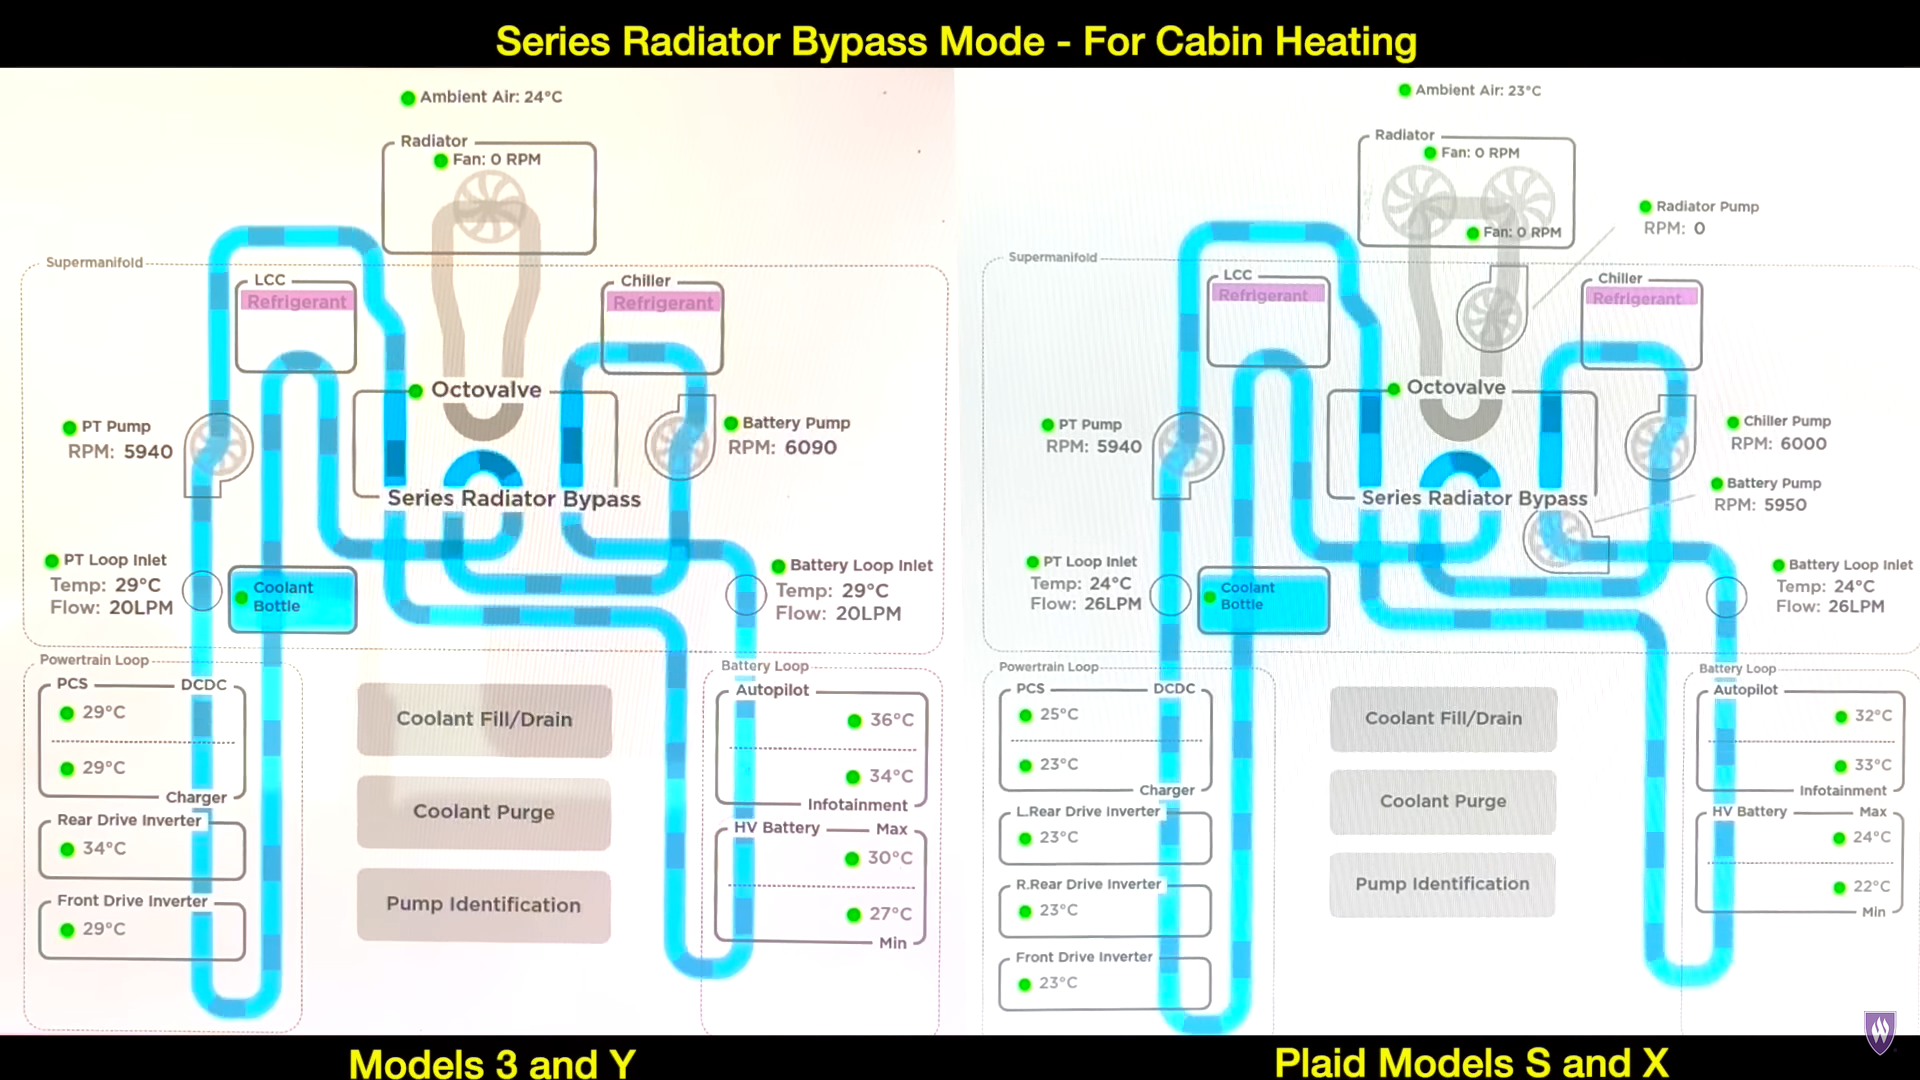 Series Radiator Bypass Mode - For Cabin Heating
Ambient Air: 24°C
Radiator
Fan: 0 RPM
Supermanifold
LCC
Refrigerant
Chiller
Refrigerant
Octovalve
PT Pump
RPM: 5940
Battery Pump
RPM: 6090
Series Radiator Bypass
PT Loop Inlet
Temp: 29°C
Flow: 20LPM
Coolant
Bottle
Battery Loop Inlet
Temp: 29°C
Flow: 20LPM
Powertrain Loop
PCS
DCDC
29°C
29°C
Charger
Rear Drive Inverter
34°C
Front Drive Inverter
29°C
Coolant Fill/Drain
Coolant Purge
Pump Identification
Battery Loop
Autopilot
36°C
34°C
Infotainment
HV Battery
Max
30°C
27°C
Min
Models 3 and Y
Ambient Air: 23°C
Radiator
Fan: 0 RPM
Fan: 0 RPM
Radiator Pump
RPM: 0
Supermanifold
LCC
Refrigerant
Chiller
Refrigerant
Octovalve
PT Pump
RPM: 5940
Chiller Pump
RPM: 6000
Battery Pump
RPM: 5950
Series Radiator Bypass
PT Loop Inlet
Temp: 24°C
Flow: 26LPM
Coolant
Bottle
Battery Loop Inlet
Temp: 24°C
Flow: 26LPM
Powertrain Loop
PCS
DCDC
25°C
23°C
Charger
L.Rear Drive Inverter
23°C
R.Rear Drive Inverter
23°C
Front Drive Inverter
23°C
Coolant Fill/Drain
Coolant Purge
Pump Identification
Battery Loop
Autopilot
32°C
33°C
Infotainment
HV Battery
Max
24°C
22°C
Min
Plaid Models S and X
W